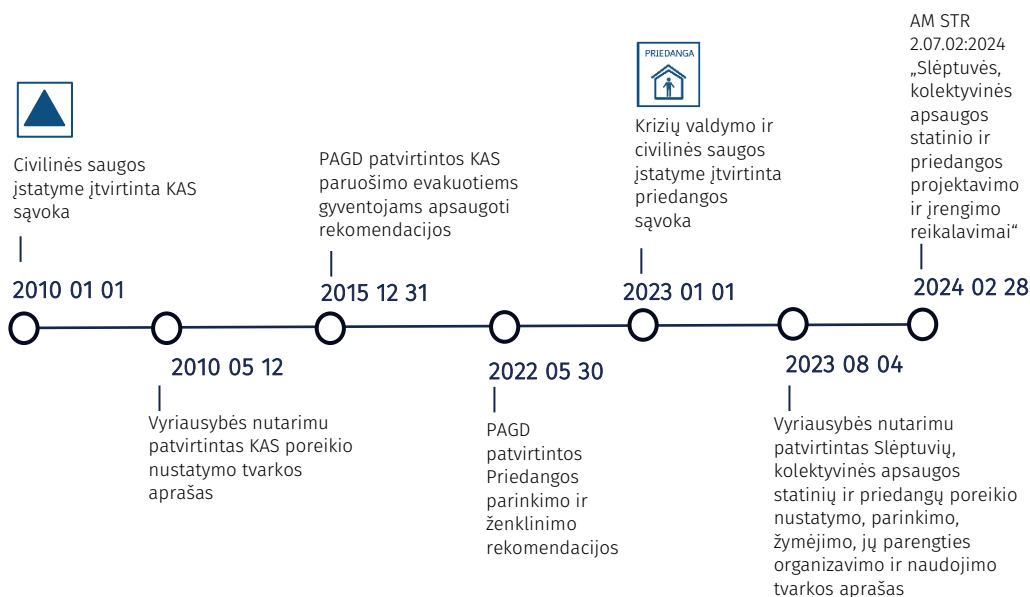 Civilinės saugos
įstatyme įtvirtinta KAS
sąvoka
2010 01 01
2010 05 12
Vyriausybės nutarimu
patvirtintas KAS poreikio
nustatymo tvarkos
aprašas
PAGD patvirtintos KAS
paruošimo evakuotiems
gyventojams apsaugoti
rekomendacijos
2015 12 31
2022 05 30
PAGD
patvirtintos
Priedangos
parinkimo ir
ženklinimo
rekomendacijos
PRIEDANGA
Krizių valdymo ir
civilinės saugos
įstatyme įtvirtinta
priedangos
sąvoka
2023 01 01
2023 08 04
Vyriausybės nutarimu
patvirtintas Slėptuvių,
kolektyvinės apsaugos
statinių ir priedangų poreikio
nustatymo, parinkimo,
žymėjimo, jų parengties
organizavimo ir naudojimo
tvarkos aprašas
AM STR
2.07.02:2024
„Slėptuvės,
kolektyvinės
apsaugos
statinio ir
priedangos
projektavimo
ir įrengimo
reikalavimai“
2024 02 28